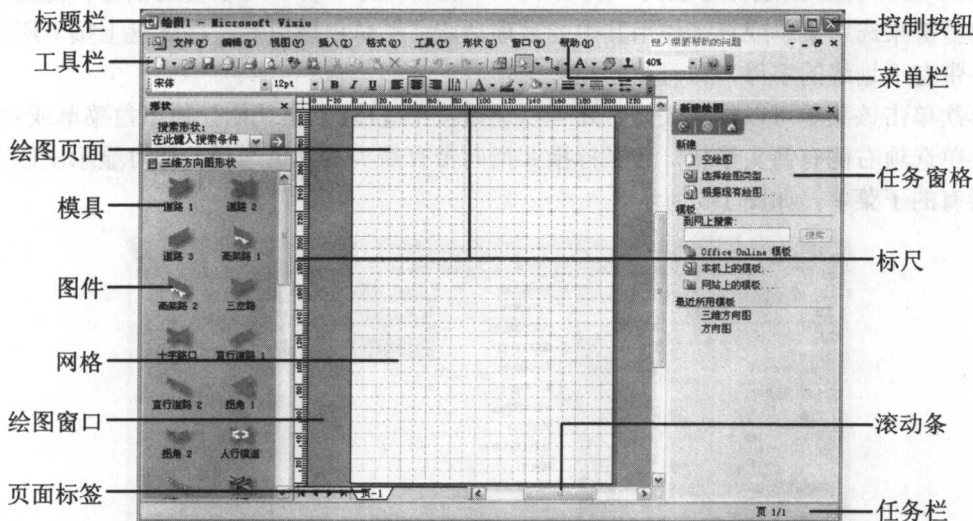 标题栏
工具栏
绘图页面
模具
图件
网格
绘图窗口
页面标签
控制按钮
菜单栏
任务窗格
标尺
滚动条
任务栏
绘图1 - Microsoft Visio
文件(F) 编辑(E) 视图(V) 插入(I) 格式(O) 工具(T) 形状(S) 窗口(W) 帮助(H) 键入需要帮助的问题
40%
宋体 12pt B I U
形状
搜索形状:
在此键入搜索条件
三维方向图形状
道路 1 道路 2
道路 3 高架路 1
高架路 2 三岔路
十字路口 直行道路 1
直行道路 2 拐角 1
拐角 2 人行横道
页-1
新建绘图
新建
空绘图
选择绘图类型...
根据现有绘图...
模板
到网上搜索:
搜索
Office Online 模板
本机上的模板...
网站上的模板...
最近所用模板
三维方向图
方向图
页 1/1